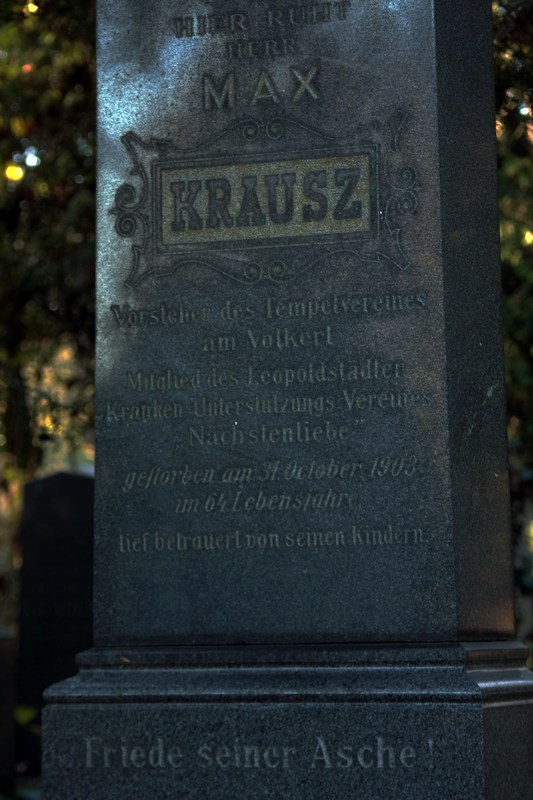 HIER RUHT
HERR
MAX
KRAUSZ
Vorsteher des Tempelvereines
am Volkert
Mitglied des Leopoldstädter
Kranken-Unterstützungs-Vereines
„Nächstenliebe”
gestorben am 31. October 1903
im 64. Lebensjahre
tief betrauert von seinen Kindern.
Friede seiner Asche!